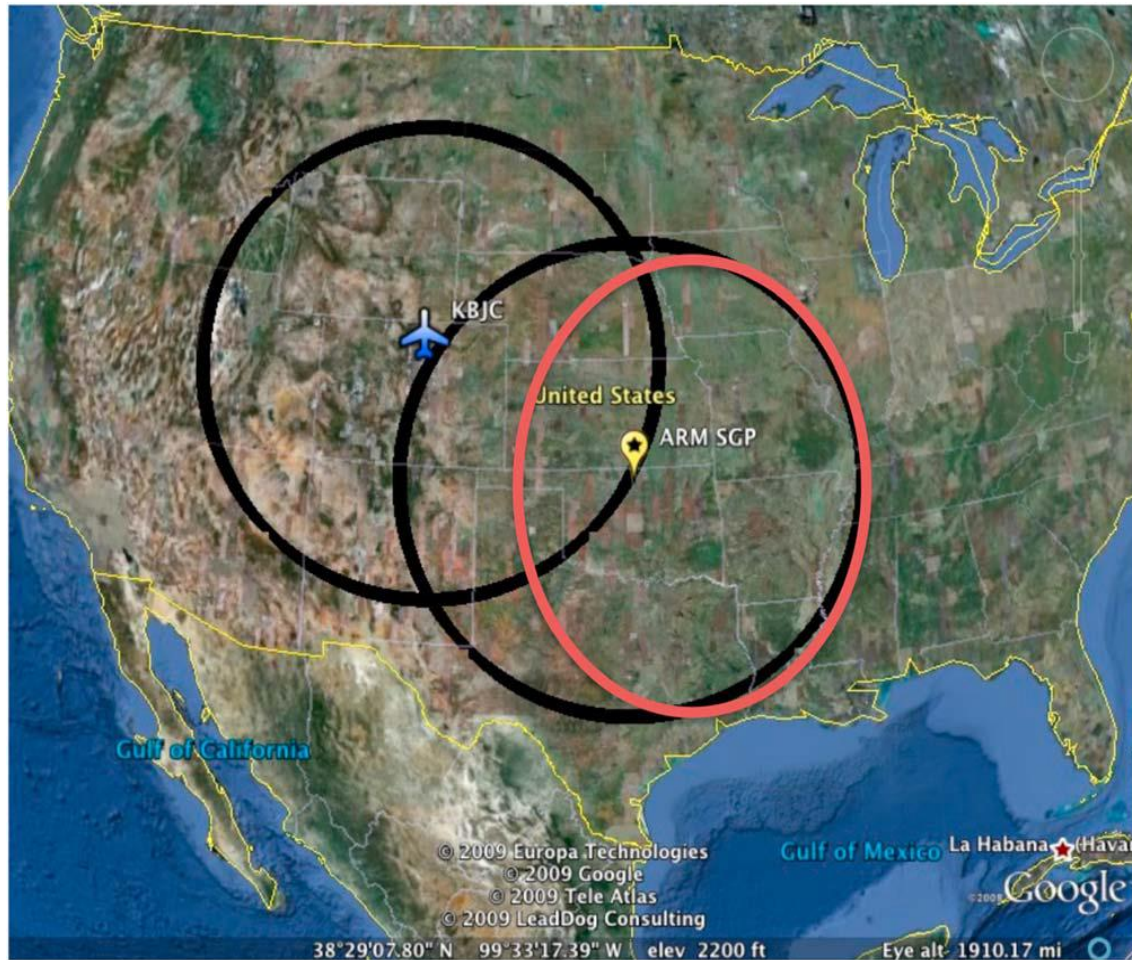 KBJC
United States
ARM SGP
Gulf of California
© 2009 Europa Technologies
© 2009 Google
© 2009 Tele Atlas
© 2009 LeadDog Consulting
Gulf of Mexico
La Habana (Havan
©2009 Google
38°29'07.80" N 99°33'17.39" W elev 2200 ft Eye alt 1910.17 mi